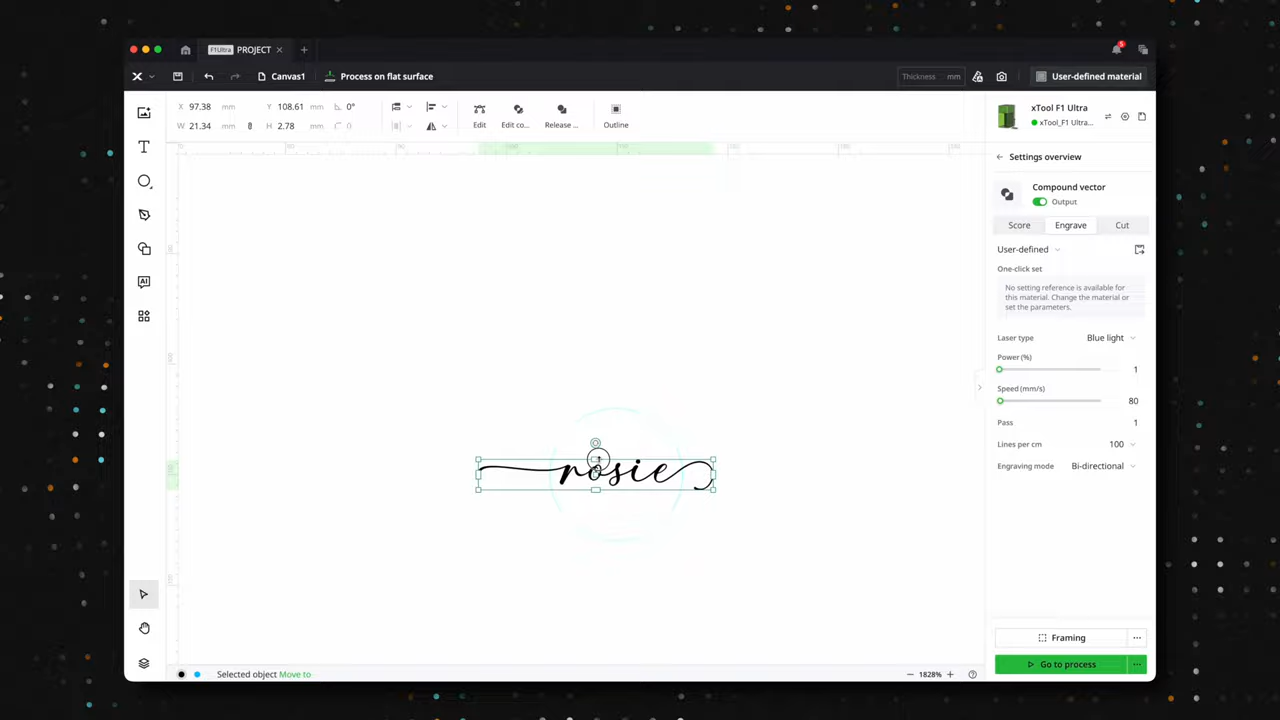 F1Ultra PROJECT
Canvas1 Process on flat surface Thickness mm User-defined material
X 97.38 mm Y 108.61 mm 0°
W 21.34 mm H 2.78 mm 0
Edit Edit co... Release ... Outline
xTool F1 Ultra
xTool_F1 Ultra...
Settings overview
Compound vector
Output
Score Engrave Cut
User-defined
One-click set
No setting reference is available for
this material. Change the material or
set the parameters.
Laser type Blue light
Power (%)
1
Speed (mm/s)
80
Pass 1
Lines per cm 100
Engraving mode Bi-directional
rosie
AI
Framing
Go to process
Selected object Move to
1828%